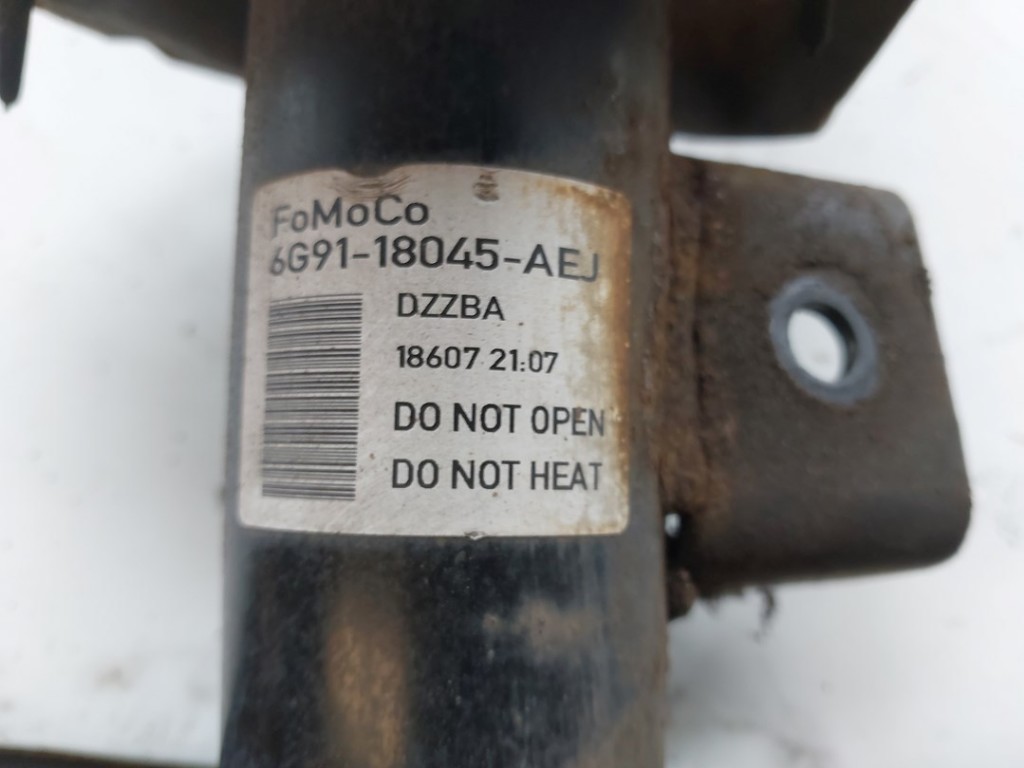 FoMoCo
6G91-18045-AEJ
DZZBA
18607 21:07
DO NOT OPEN
DO NOT HEAT